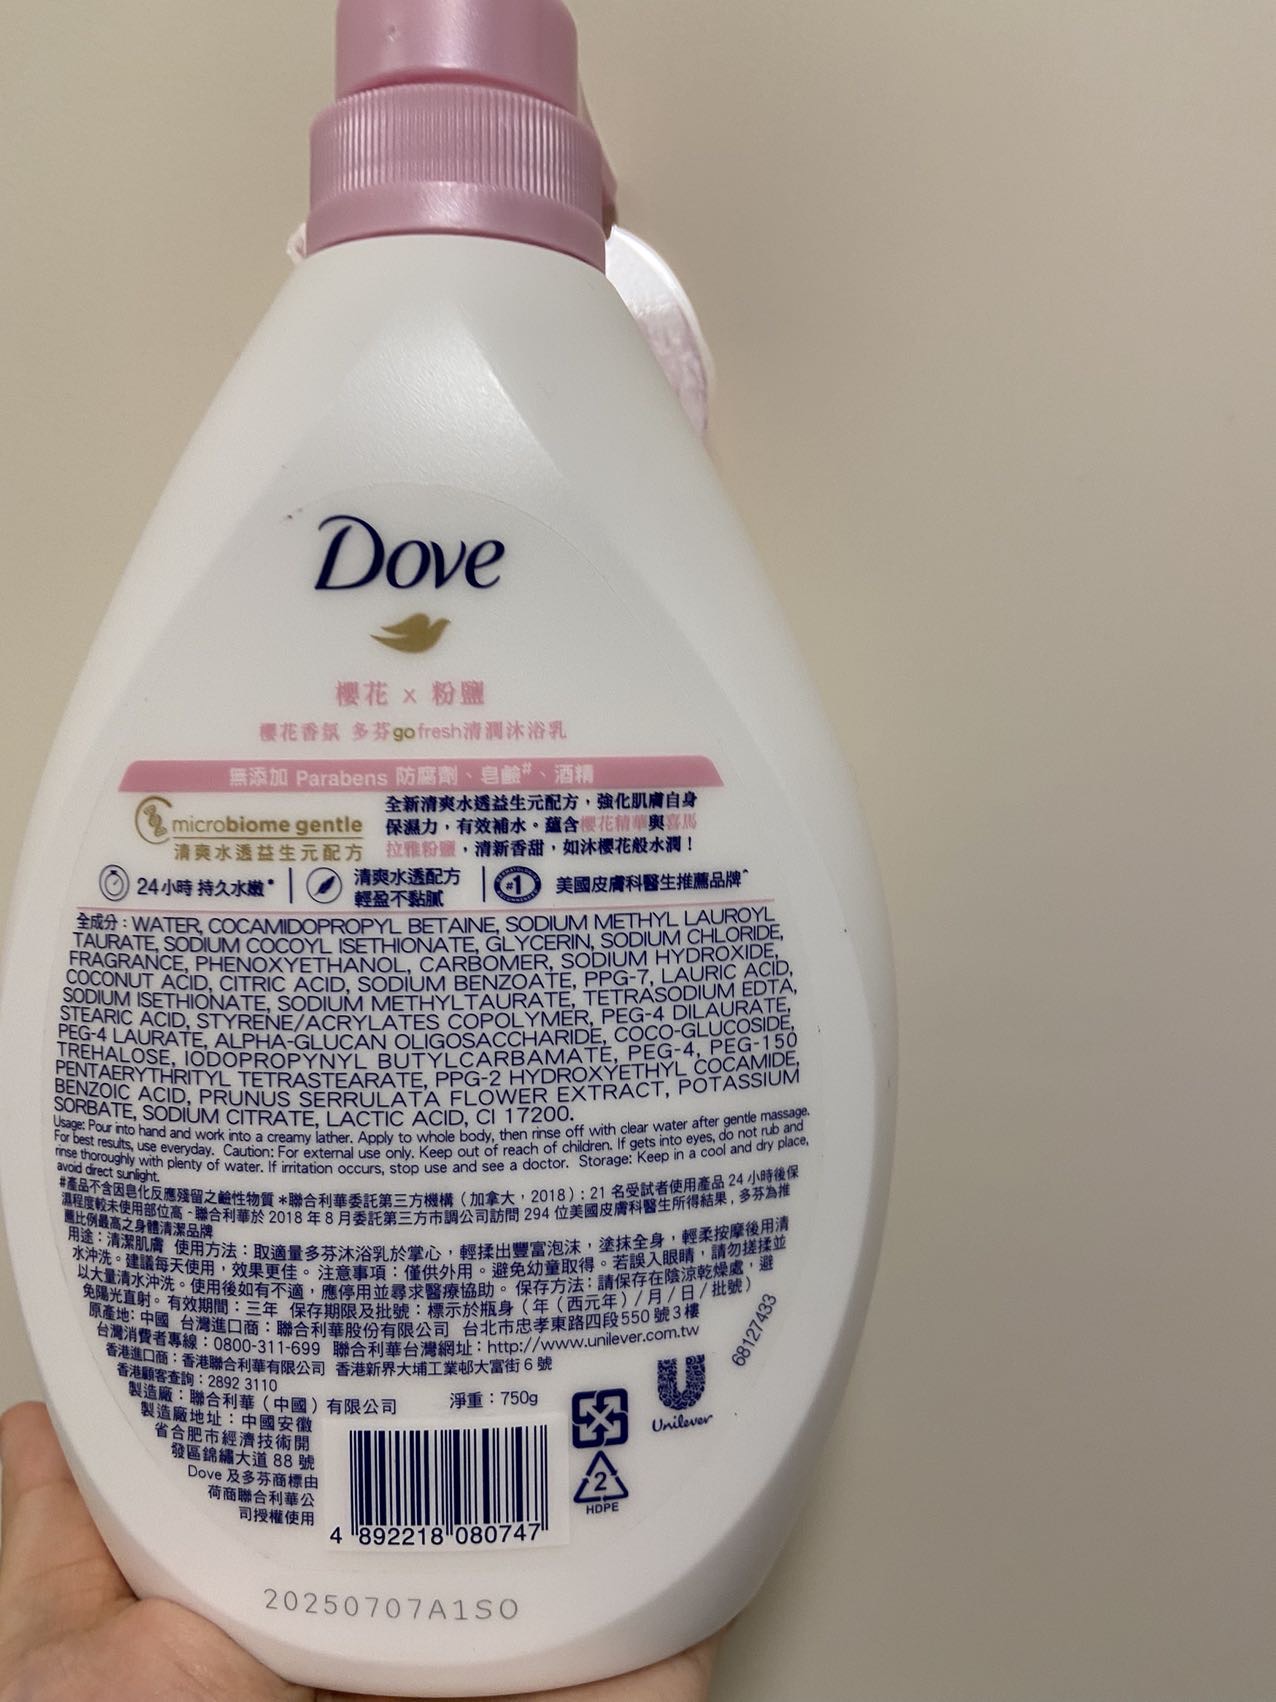 Dove
櫻花 x 粉鹽
櫻花香氛 多芬go fresh清潤沐浴乳
無添加 Parabens 防腐劑、皂鹼#、酒精
microbiome gentle
清爽水透益生元配方
全新清爽水透益生元配方，強化肌膚自身
保濕力，有效補水。蘊含櫻花精華與喜馬
拉雅粉鹽，清新香甜，如沐櫻花般水潤！
24小時 持久水嫩*
清爽水透配方
輕盈不黏膩
#1
美國皮膚科醫生推薦品牌^
全成分：WATER, COCAMIDOPROPYL BETAINE, SODIUM METHYL LAUROYL
TAURATE, SODIUM COCOYL ISETHIONATE, GLYCERIN, SODIUM CHLORIDE,
FRAGRANCE, PHENOXYETHANOL, CARBOMER, SODIUM HYDROXIDE,
COCONUT ACID, CITRIC ACID, SODIUM BENZOATE, PPG-7, LAURIC ACID,
SODIUM ISETHIONATE, SODIUM METHYLTAURATE, TETRASODIUM EDTA,
STEARIC ACID, STYRENE/ACRYLATES COPOLYMER, PEG-4 DILAURATE,
PEG-4 LAURATE, ALPHA-GLUCAN OLIGOSACCHARIDE, COCO-GLUCOSIDE,
TREHALOSE, IODOPROPYNYL BUTYLCARBAMATE, PEG-4, PEG-150
PENTAERYTHRITYL TETRASTEARATE, PPG-2 HYDROXYETHYL COCAMIDE,
BENZOIC ACID, PRUNUS SERRULATA FLOWER EXTRACT, POTASSIUM
SORBATE, SODIUM CITRATE, LACTIC ACID, CI 17200.
Usage: Pour into hand and work into a creamy lather. Apply to whole body, then rinse off with clear water after gentle massage.
For best results, use everyday. Caution: For external use only. Keep out of reach of children. If gets into eyes, do not rub and
rinse thoroughly with plenty of water. If irritation occurs, stop use and see a doctor. Storage: Keep in a cool and dry place,
avoid direct sunlight.
#產品不含因皂化反應殘留之鹼性物質 *聯合利華委託第三方機構（加拿大，2018）: 21 名受試者使用產品 24 小時後保
濕程度較未使用部位高 ^聯合利華於 2018 年 8 月委託第三方市調公司訪問 294 位美國皮膚科醫生所得結果，多芬為推
薦比例最高之身體清潔品牌
用途：清潔肌膚 使用方法：取適量多芬沐浴乳於掌心，輕揉出豐富泡沫，塗抹全身，輕柔按摩後用清
水沖洗。建議每天使用，效果更佳。注意事項：僅供外用。避免幼童取得。若誤入眼睛，請勿搓揉並
以大量清水沖洗。使用後如有不適，應停用並尋求醫療協助。保存方法：請保存在陰涼乾燥處，避
免陽光直射。有效期間：三年 保存期限及批號：標示於瓶身（年（西元年）/月/日/批號）
原產地：中國 台灣進口商：聯合利華股份有限公司 台北市忠孝東路四段550號3樓
台灣消費者專線：0800-311-699 聯合利華台灣網址：http://www.unilever.com.tw
香港進口商：香港聯合利華有限公司 香港新界大埔工業邨大富街 6 號
香港顧客查詢：2892 3110
製造廠：聯合利華（中國）有限公司
製造廠地址：中國安徽
省合肥市經濟技術開
發區錦繡大道 88 號
Dove 及多芬商標由
荷商聯合利華公
司授權使用
淨重：750g
68127433
Unilever
2
HDPE
4 892218 080747
20250707A1SO